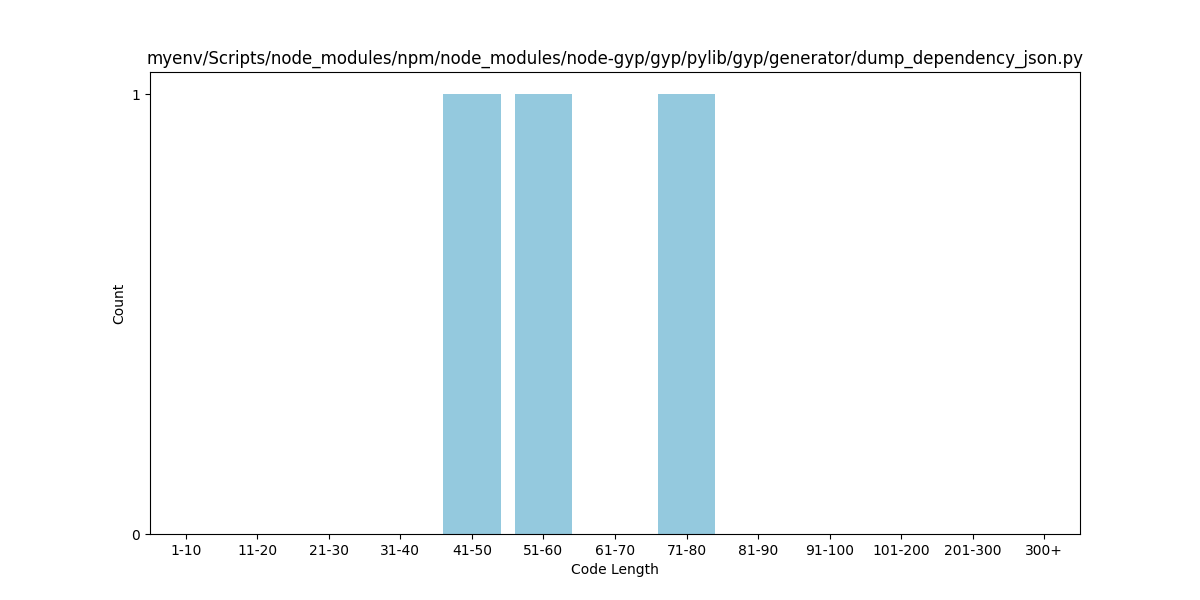 myenv/Scripts/node_modules/npm/node_modules/node-gyp/gyp/pylib/gyp/generator/dump_dependency_json.py
1
Count
0
1-10 11-20 21-30 31-40 41-50 51-60 61-70 71-80 81-90 91-100 101-200 201-300 300+
Code Length